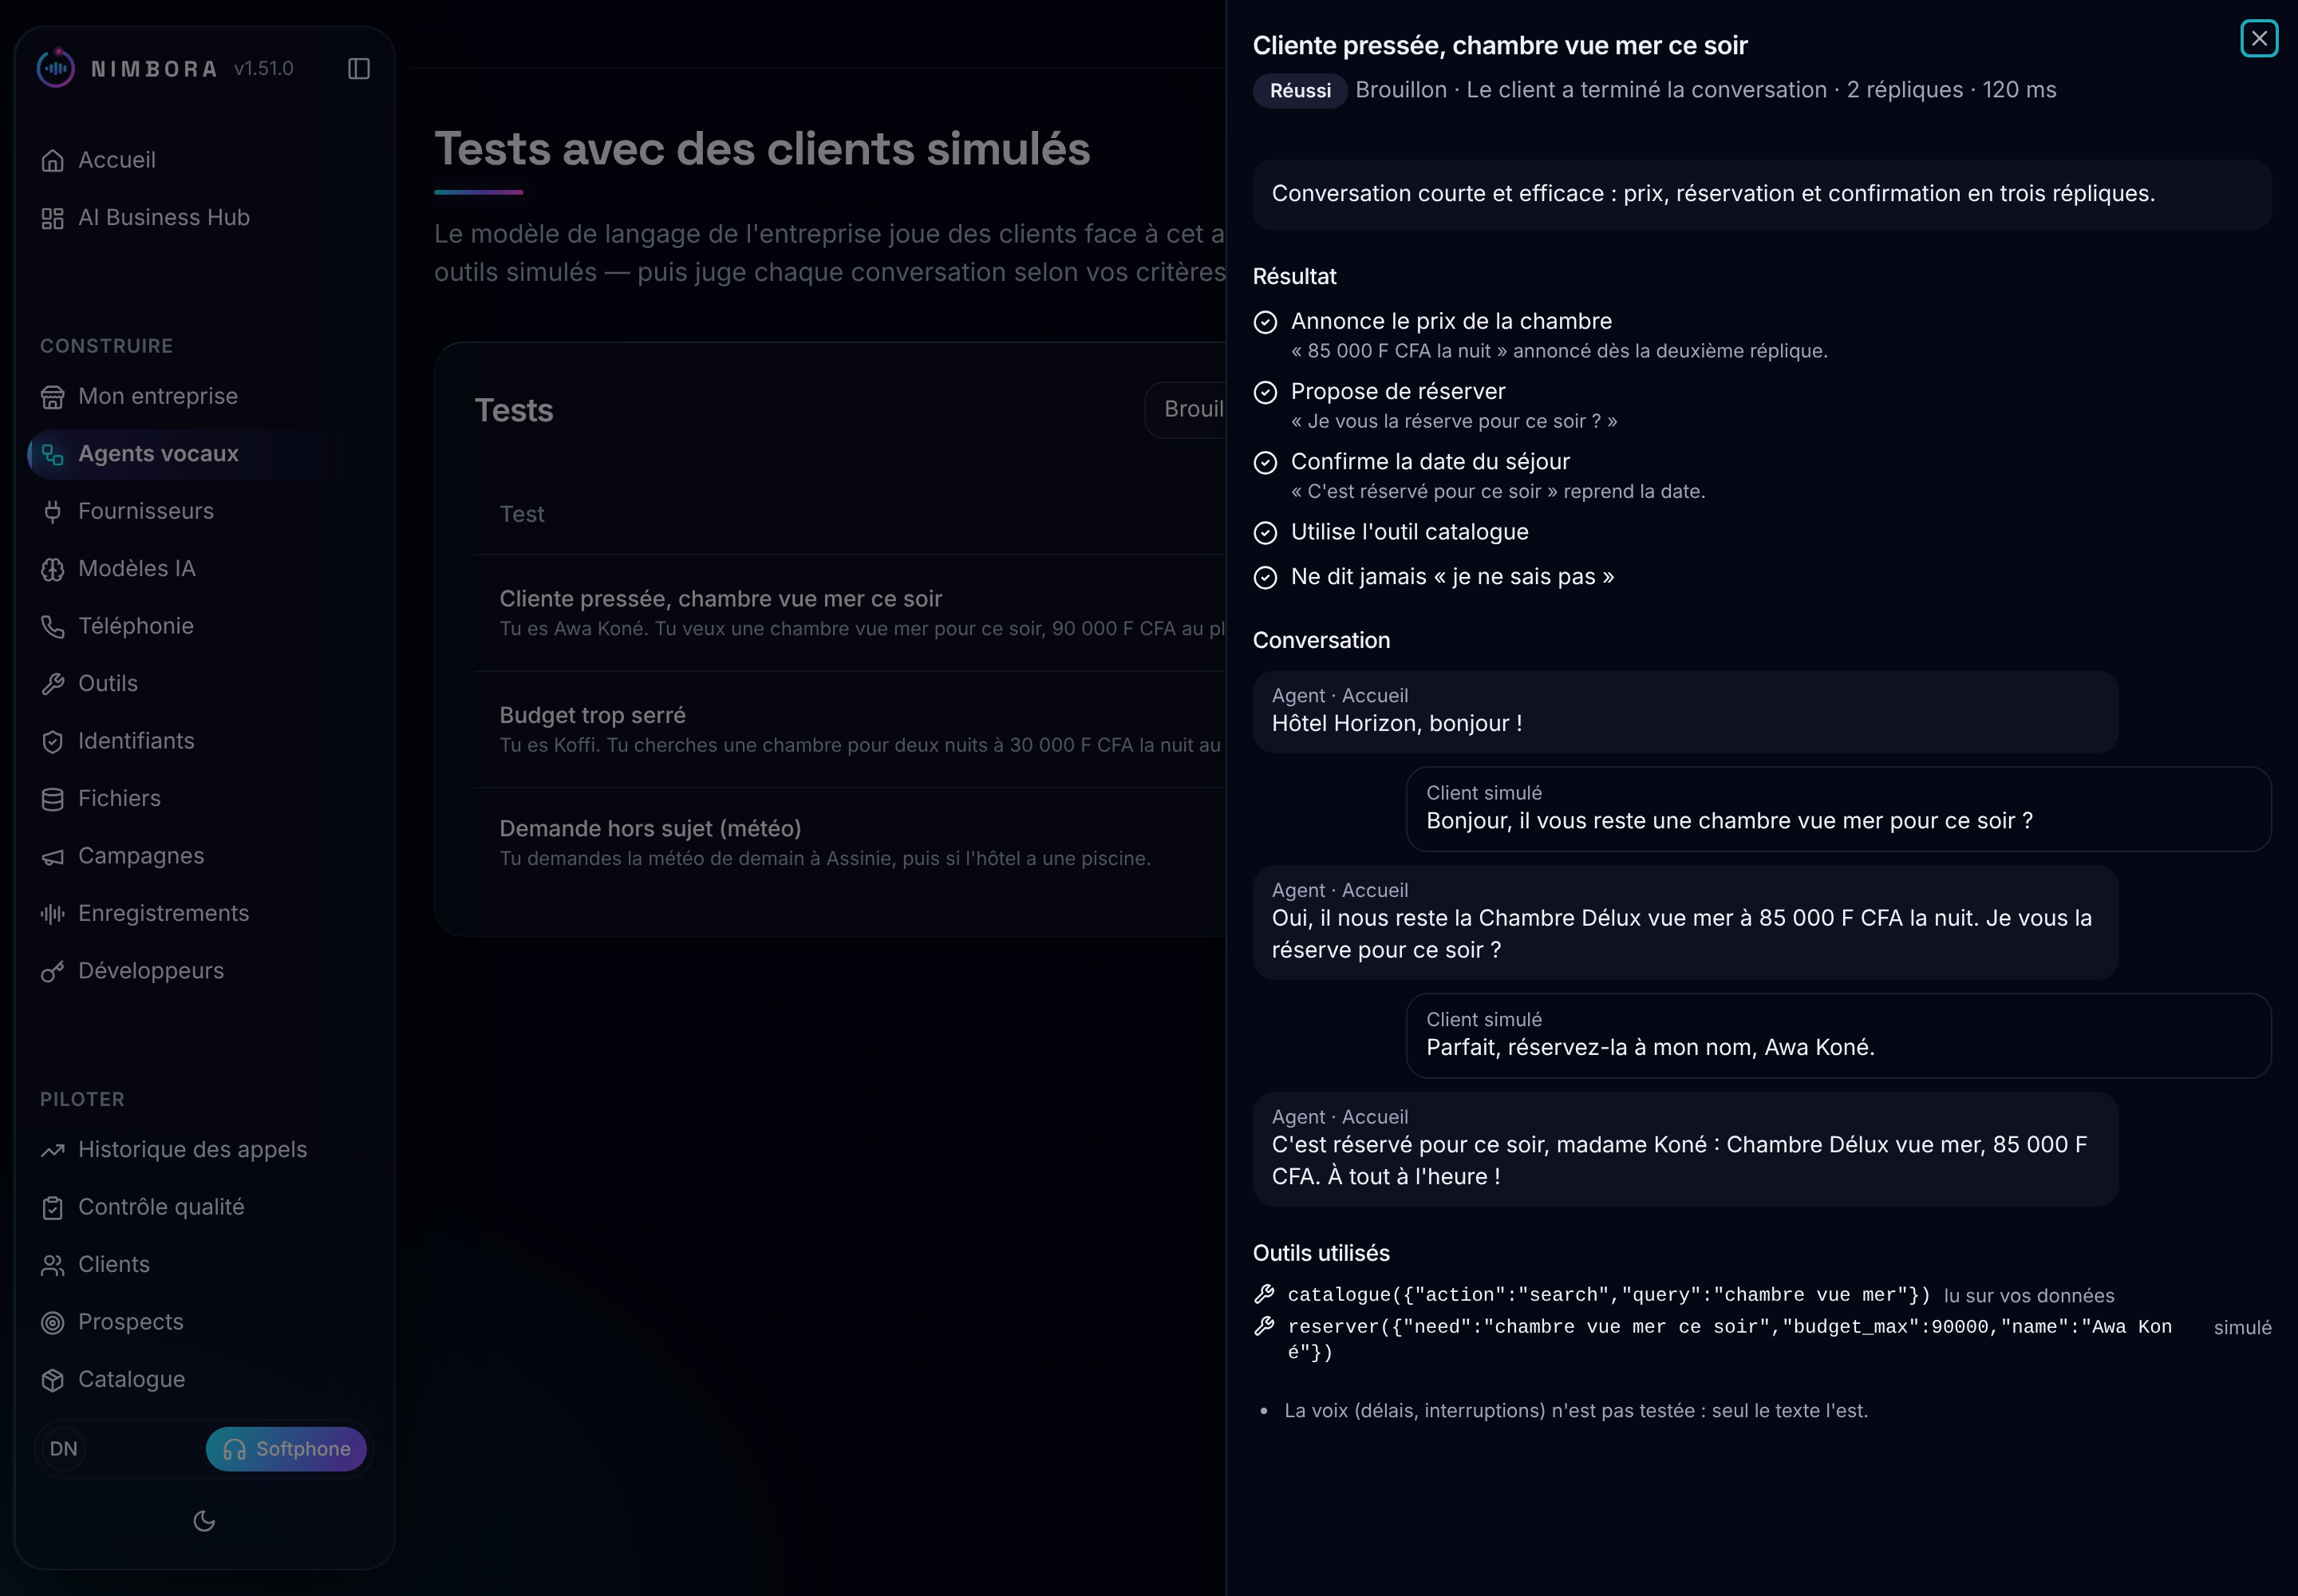 NIMBORA v1.51.0
Accueil
AI Business Hub
CONSTRUIRE
Mon entreprise
Agents vocaux
Fournisseurs
Modèles IA
Téléphonie
Outils
Identifiants
Fichiers
Campagnes
Enregistrements
Développeurs
PILOTER
Historique des appels
Contrôle qualité
Clients
Prospects
Catalogue
DN
Softphone
Tests avec des clients simulés
Le modèle de langage de l'entreprise joue des clients face à cet a
outils simulés — puis juge chaque conversation selon vos critères
Tests
Brouil
Test
Cliente pressée, chambre vue mer ce soir
Tu es Awa Koné. Tu veux une chambre vue mer pour ce soir, 90 000 F CFA au pl
Budget trop serré
Tu es Koffi. Tu cherches une chambre pour deux nuits à 30 000 F CFA la nuit au
Demande hors sujet (météo)
Tu demandes la météo de demain à Assinie, puis si l'hôtel a une piscine.
Cliente pressée, chambre vue mer ce soir
Réussi Brouillon · Le client a terminé la conversation · 2 répliques · 120 ms
Conversation courte et efficace : prix, réservation et confirmation en trois répliques.
Résultat
Annonce le prix de la chambre
« 85 000 F CFA la nuit » annoncé dès la deuxième réplique.
Propose de réserver
« Je vous la réserve pour ce soir ? »
Confirme la date du séjour
« C'est réservé pour ce soir » reprend la date.
Utilise l'outil catalogue
Ne dit jamais « je ne sais pas »
Conversation
Agent · Accueil
Hôtel Horizon, bonjour !
Client simulé
Bonjour, il vous reste une chambre vue mer pour ce soir ?
Agent · Accueil
Oui, il nous reste la Chambre Délux vue mer à 85 000 F CFA la nuit. Je vous la
réserve pour ce soir ?
Client simulé
Parfait, réservez-la à mon nom, Awa Koné.
Agent · Accueil
C'est réservé pour ce soir, madame Koné : Chambre Délux vue mer, 85 000 F
CFA. À tout à l'heure !
Outils utilisés
catalogue({"action":"search","query":"chambre vue mer"}) lu sur vos données
reserver({"need":"chambre vue mer ce soir","budget_max":90000,"name":"Awa Kon simulé
é"})
• La voix (délais, interruptions) n'est pas testée : seul le texte l'est.